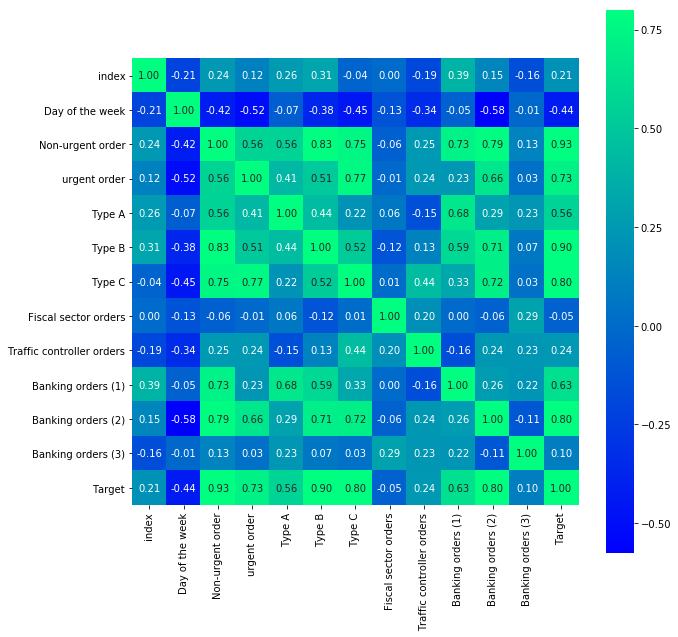 index 1.00 -0.21 0.24 0.12 0.26 0.31 -0.04 0.00 -0.19 0.39 0.15 -0.16 0.21
Day of the week -0.21 1.00 -0.42 -0.52 -0.07 -0.38 -0.45 -0.13 -0.34 -0.05 -0.58 -0.01 -0.44
Non-urgent order 0.24 -0.42 1.00 0.56 0.56 0.83 0.75 -0.06 0.25 0.73 0.79 0.13 0.93
urgent order 0.12 -0.52 0.56 1.00 0.41 0.51 0.77 -0.01 0.24 0.23 0.66 0.03 0.73
Type A 0.26 -0.07 0.56 0.41 1.00 0.44 0.22 0.06 -0.15 0.68 0.29 0.23 0.56
Type B 0.31 -0.38 0.83 0.51 0.44 1.00 0.52 -0.12 0.13 0.59 0.71 0.07 0.90
Type C -0.04 -0.45 0.75 0.77 0.22 0.52 1.00 0.01 0.44 0.33 0.72 0.03 0.80
Fiscal sector orders 0.00 -0.13 -0.06 -0.01 0.06 -0.12 0.01 1.00 0.20 0.00 -0.06 0.29 -0.05
Traffic controller orders -0.19 -0.34 0.25 0.24 -0.15 0.13 0.44 0.20 1.00 -0.16 0.24 0.23 0.24
Banking orders (1) 0.39 -0.05 0.73 0.23 0.68 0.59 0.33 0.00 -0.16 1.00 0.26 0.22 0.63
Banking orders (2) 0.15 -0.58 0.79 0.66 0.29 0.71 0.72 -0.06 0.24 0.26 1.00 -0.11 0.80
Banking orders (3) -0.16 -0.01 0.13 0.03 0.23 0.07 0.03 0.29 0.23 0.22 -0.11 1.00 0.10
Target 0.21 -0.44 0.93 0.73 0.56 0.90 0.80 -0.05 0.24 0.63 0.80 0.10 1.00
index
Day of the week
Non-urgent order
urgent order
Type A
Type B
Type C
Fiscal sector orders
Traffic controller orders
Banking orders (1)
Banking orders (2)
Banking orders (3)
Target
0.75
0.50
0.25
0.00
−0.25
−0.50